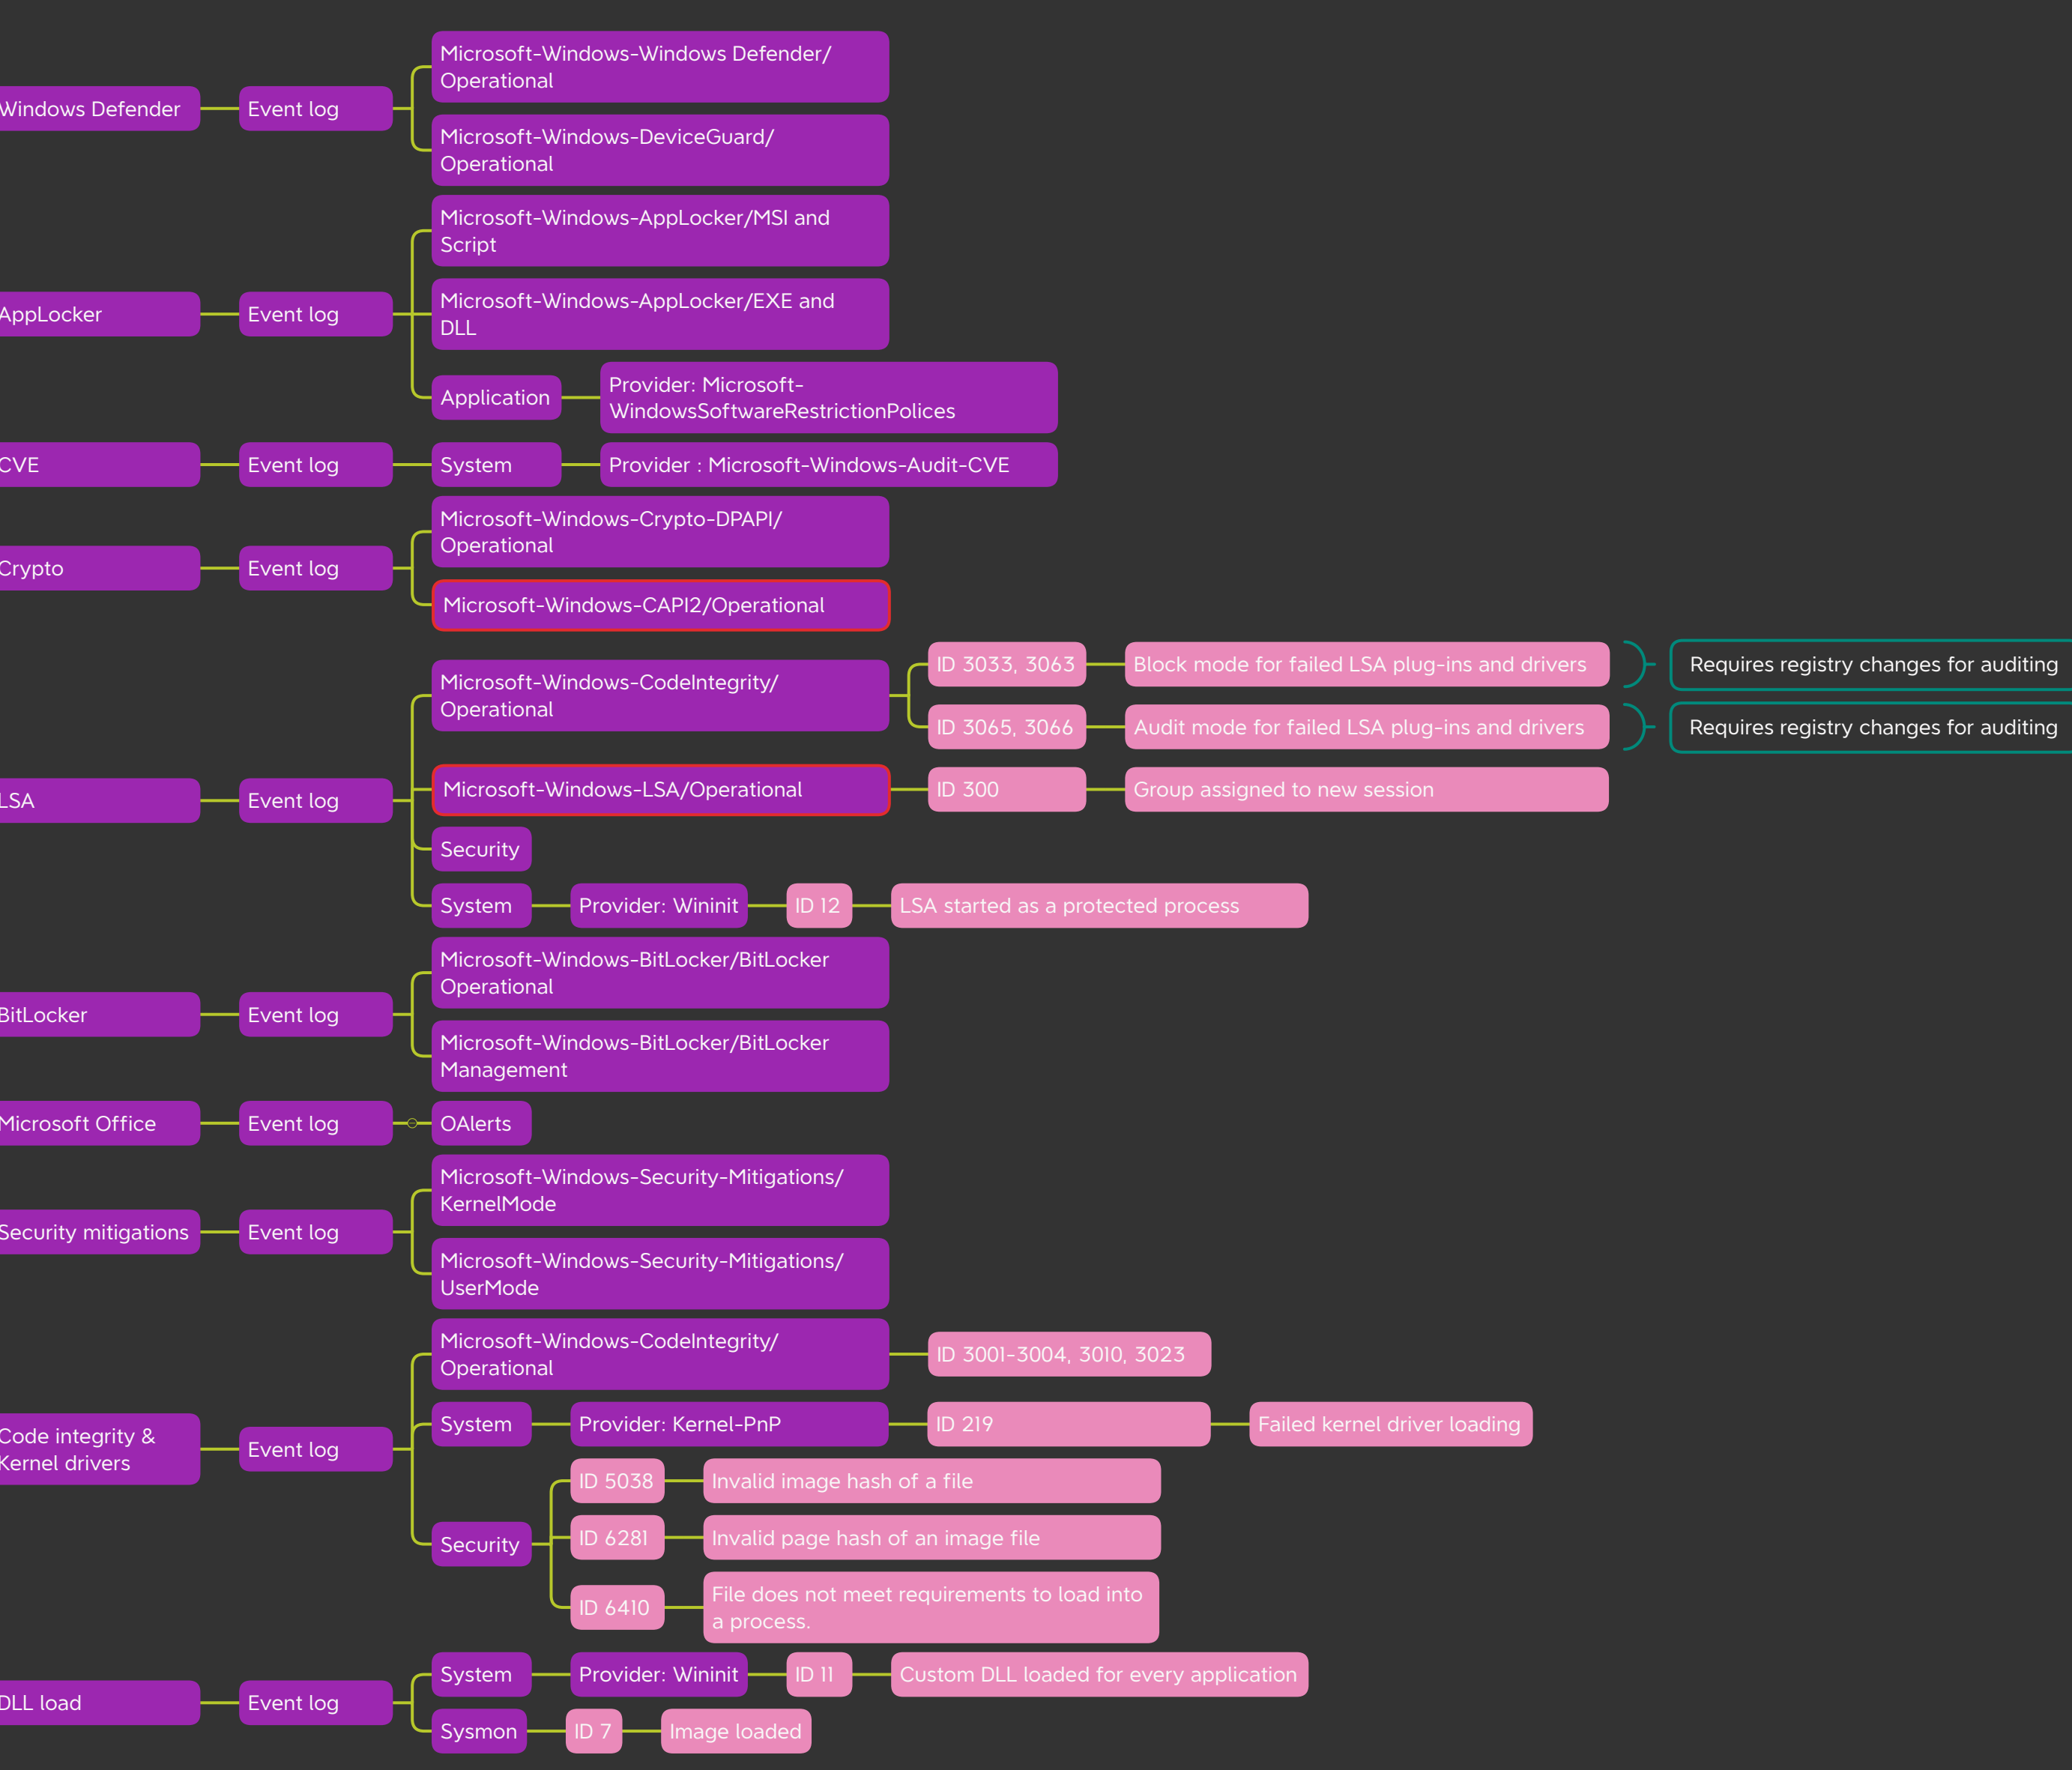 Windows Defender
Event log
Microsoft-Windows-Windows Defender/
Operational
Microsoft-Windows-DeviceGuard/
Operational
AppLocker
Event log
Microsoft-Windows-AppLocker/MSI and
Script
Microsoft-Windows-AppLocker/EXE and
DLL
Application
Provider: Microsoft-
WindowsSoftwareRestrictionPolices
CVE
Event log
System
Provider : Microsoft-Windows-Audit-CVE
Crypto
Event log
Microsoft-Windows-Crypto-DPAPI/
Operational
Microsoft-Windows-CAPI2/Operational
LSA
Event log
Microsoft-Windows-CodeIntegrity/
Operational
ID 3033, 3063
Block mode for failed LSA plug-ins and drivers
Requires registry changes for auditing
ID 3065, 3066
Audit mode for failed LSA plug-ins and drivers
Requires registry changes for auditing
Microsoft-Windows-LSA/Operational
ID 300
Group assigned to new session
Security
System
Provider: Wininit
ID 12
LSA started as a protected process
BitLocker
Event log
Microsoft-Windows-BitLocker/BitLocker
Operational
Microsoft-Windows-BitLocker/BitLocker
Management
Microsoft Office
Event log
OAlerts
Security mitigations
Event log
Microsoft-Windows-Security-Mitigations/
KernelMode
Microsoft-Windows-Security-Mitigations/
UserMode
Code integrity &
Kernel drivers
Event log
Microsoft-Windows-CodeIntegrity/
Operational
ID 3001-3004, 3010, 3023
System
Provider: Kernel-PnP
ID 219
Failed kernel driver loading
Security
ID 5038
Invalid image hash of a file
ID 6281
Invalid page hash of an image file
ID 6410
File does not meet requirements to load into
a process.
DLL load
Event log
System
Provider: Wininit
ID 11
Custom DLL loaded for every application
Sysmon
ID 7
Image loaded